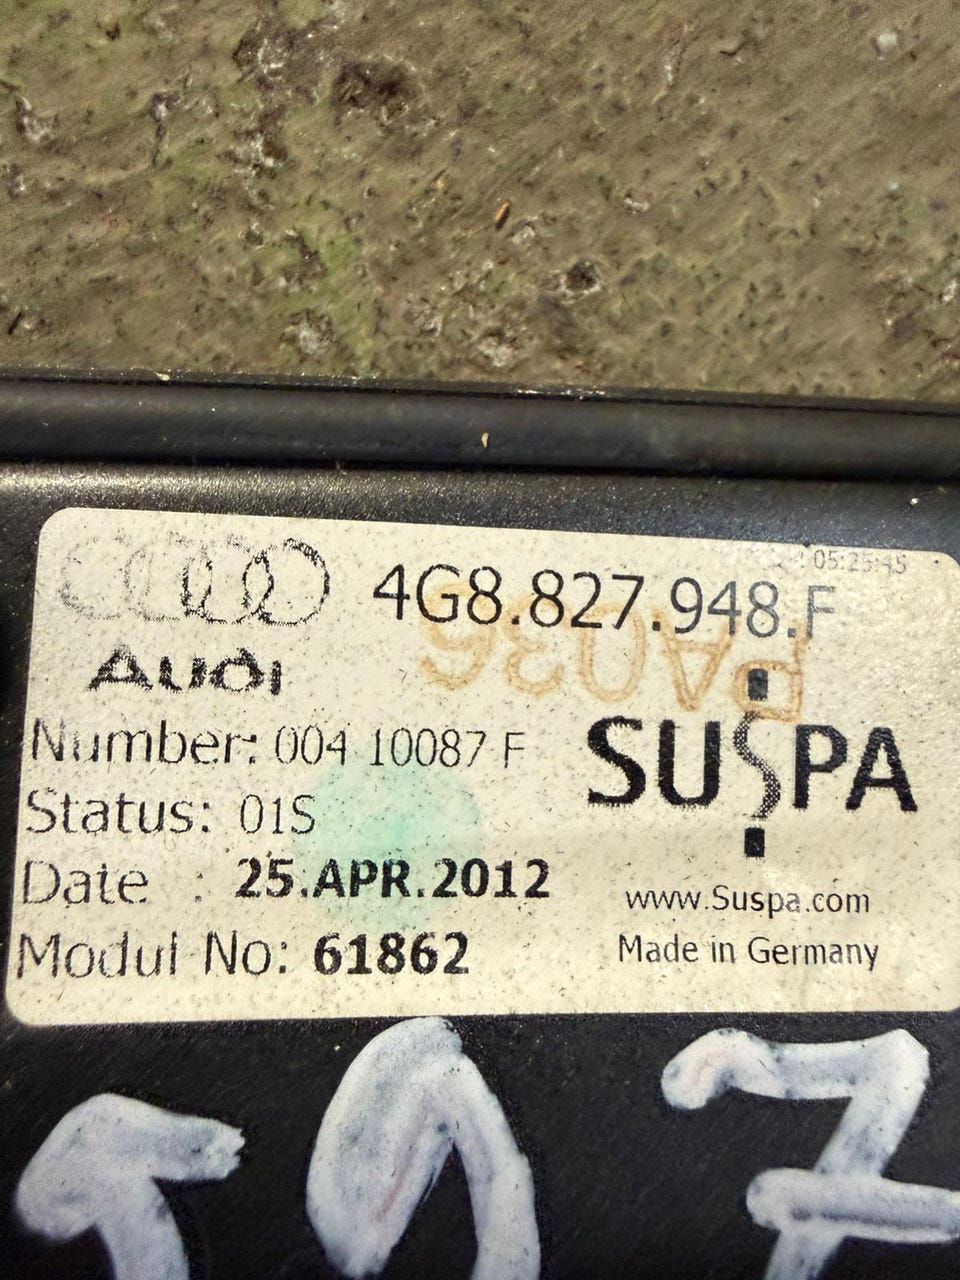 05:25:45
4G8.827.948.F
Audi
PA036
Number: 004 10087 F
SUSPA
Status: 01S
Date : 25.APR.2012
www.Suspa.com
Modul No: 61862
Made in Germany